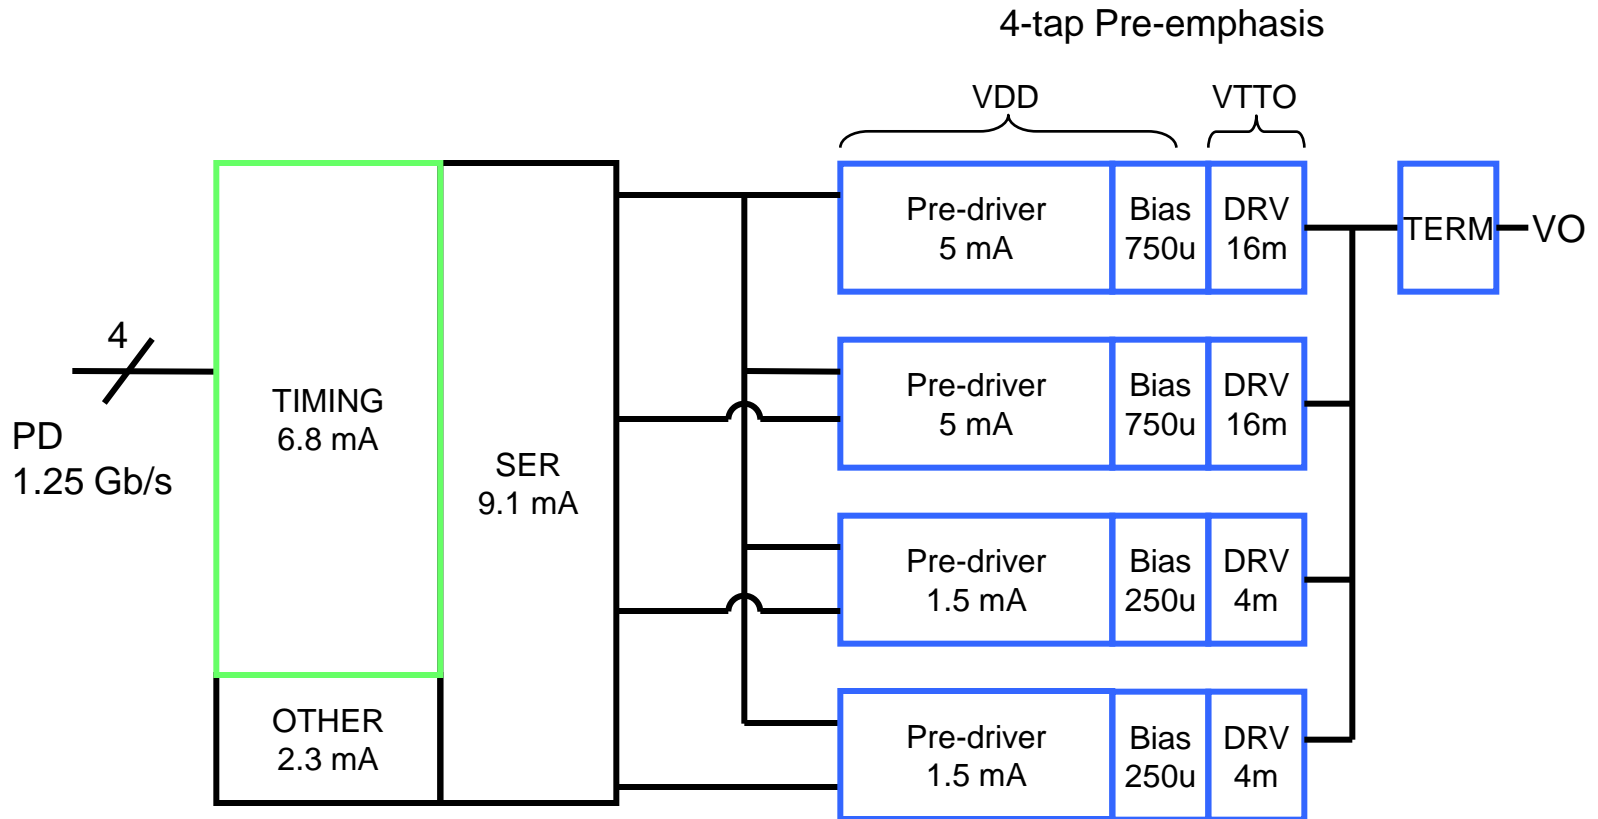 4-tap Pre-emphasis
VDD
VTTO
Pre-driver
5 mA
Bias
750u
DRV
16m
TERM
VO
4
PD
1.25 Gb/s
TIMING
6.8 mA
SER
9.1 mA
OTHER
2.3 mA
Pre-driver
5 mA
Bias
750u
DRV
16m
Pre-driver
1.5 mA
Bias
250u
DRV
4m
Pre-driver
1.5 mA
Bias
250u
DRV
4m